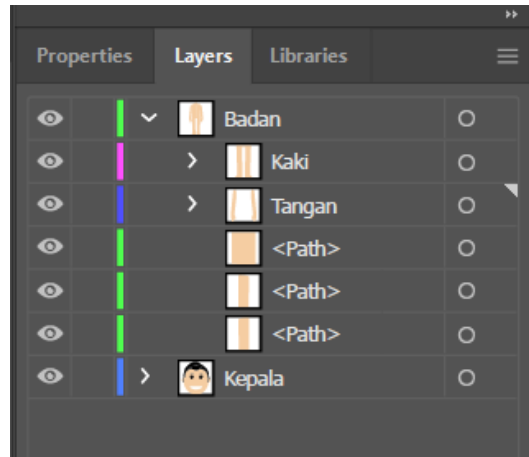 Properties Layers Libraries
Badan
Kaki
Tangan
<Path>
<Path>
<Path>
Kepala